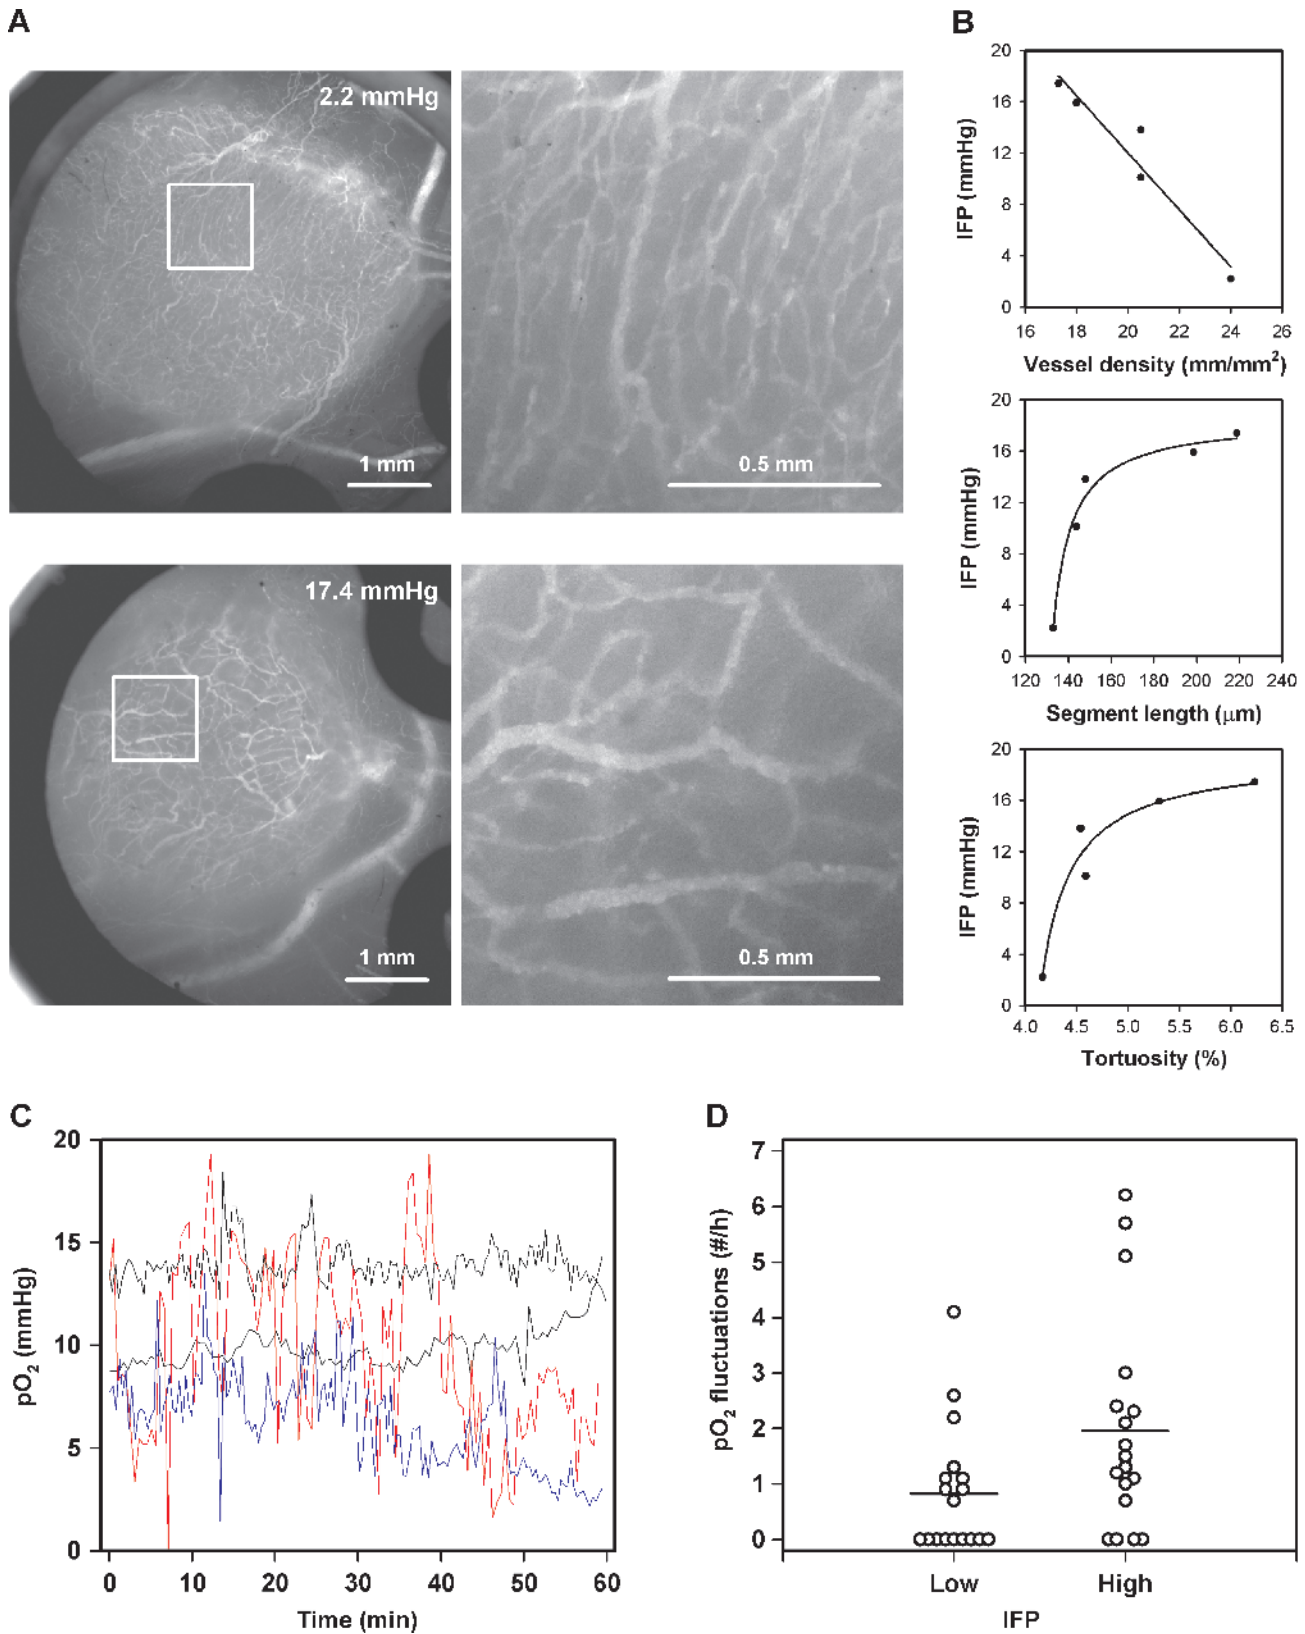 A
2.2 mmHg
1 mm
0.5 mm
17.4 mmHg
1 mm
0.5 mm
B
20
16
12
8
4
0
IFP (mmHg)
16 18 20 22 24 26
Vessel density (mm/mm²)
20
16
12
8
4
0
IFP (mmHg)
120 140 160 180 200 220 240
Segment length (μm)
20
16
12
8
4
0
IFP (mmHg)
4.0 4.5 5.0 5.5 6.0 6.5
Tortuosity (%)
C
20
15
10
5
0
pO₂ (mmHg)
0 10 20 30 40 50 60
Time (min)
D
7
6
5
4
3
2
1
0
pO₂ fluctuations (#/h)
Low High
IFP